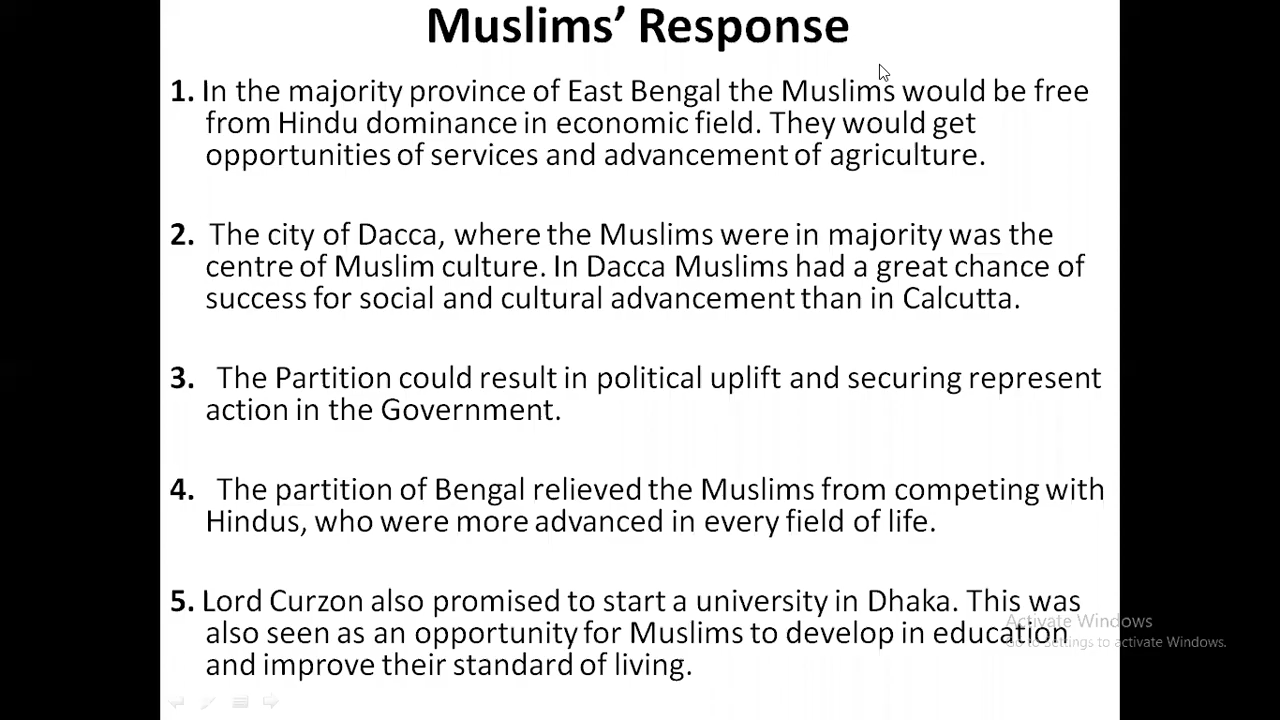 Muslims’ Response
1. In the majority province of East Bengal the Muslims would be free
from Hindu dominance in economic field. They would get
opportunities of services and advancement of agriculture.
2. The city of Dacca, where the Muslims were in majority was the
centre of Muslim culture. In Dacca Muslims had a great chance of
success for social and cultural advancement than in Calcutta.
3. The Partition could result in political uplift and securing represent
action in the Government.
4. The partition of Bengal relieved the Muslims from competing with
Hindus, who were more advanced in every field of life.
5. Lord Curzon also promised to start a university in Dhaka. This was
also seen as an opportunity for Muslims to develop in education
and improve their standard of living.
Activate Windows
Go to Settings to activate Windows.